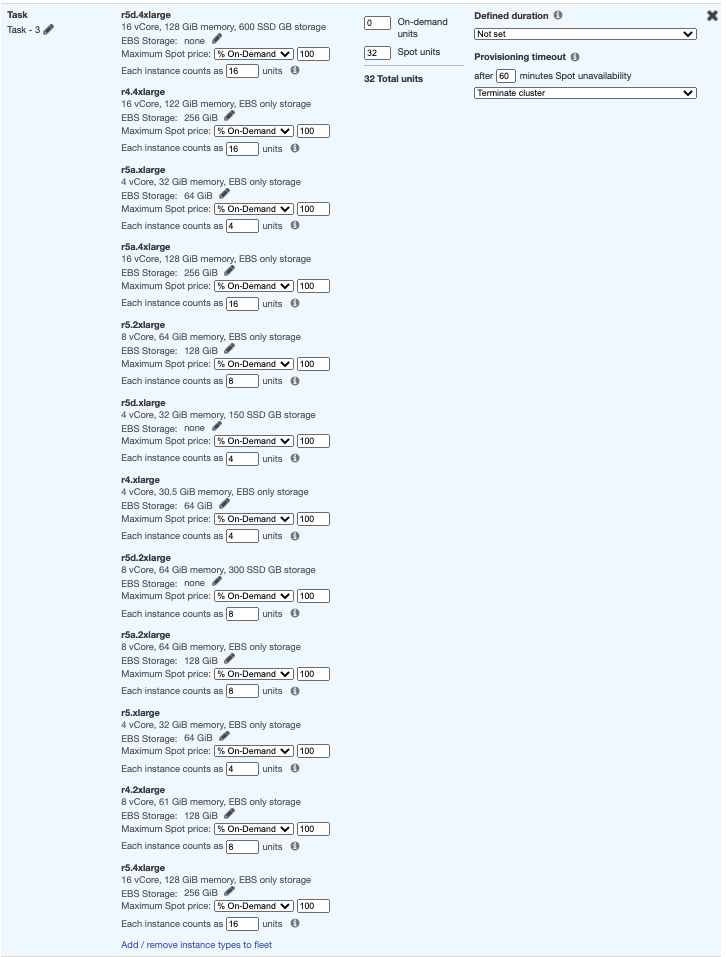 Task
Task - 3
r5d.4xlarge
16 vCore, 128 GiB memory, 600 SSD GB storage
EBS Storage: none
Maximum Spot price: % On-Demand 100
Each instance counts as 16 units
r4.4xlarge
16 vCore, 122 GiB memory, EBS only storage
EBS Storage: 256 GiB
Maximum Spot price: % On-Demand 100
Each instance counts as 16 units
r5a.xlarge
4 vCore, 32 GiB memory, EBS only storage
EBS Storage: 64 GiB
Maximum Spot price: % On-Demand 100
Each instance counts as 4 units
r5a.4xlarge
16 vCore, 128 GiB memory, EBS only storage
EBS Storage: 256 GiB
Maximum Spot price: % On-Demand 100
Each instance counts as 16 units
r5.2xlarge
8 vCore, 64 GiB memory, EBS only storage
EBS Storage: 128 GiB
Maximum Spot price: % On-Demand 100
Each instance counts as 8 units
r5d.xlarge
4 vCore, 32 GiB memory, 150 SSD GB storage
EBS Storage: none
Maximum Spot price: % On-Demand 100
Each instance counts as 4 units
r4.xlarge
4 vCore, 30.5 GiB memory, EBS only storage
EBS Storage: 64 GiB
Maximum Spot price: % On-Demand 100
Each instance counts as 4 units
r5d.2xlarge
8 vCore, 64 GiB memory, 300 SSD GB storage
EBS Storage: none
Maximum Spot price: % On-Demand 100
Each instance counts as 8 units
r5a.2xlarge
8 vCore, 64 GiB memory, EBS only storage
EBS Storage: 128 GiB
Maximum Spot price: % On-Demand 100
Each instance counts as 8 units
r5.xlarge
4 vCore, 32 GiB memory, EBS only storage
EBS Storage: 64 GiB
Maximum Spot price: % On-Demand 100
Each instance counts as 4 units
r4.2xlarge
8 vCore, 61 GiB memory, EBS only storage
EBS Storage: 128 GiB
Maximum Spot price: % On-Demand 100
Each instance counts as 8 units
r5.4xlarge
16 vCore, 128 GiB memory, EBS only storage
EBS Storage: 256 GiB
Maximum Spot price: % On-Demand 100
Each instance counts as 16 units
Add / remove instance types to fleet
0 On-demand
units
32 Spot units
32 Total units
Defined duration
Not set
Provisioning timeout
after 60 minutes Spot unavailability
Terminate cluster